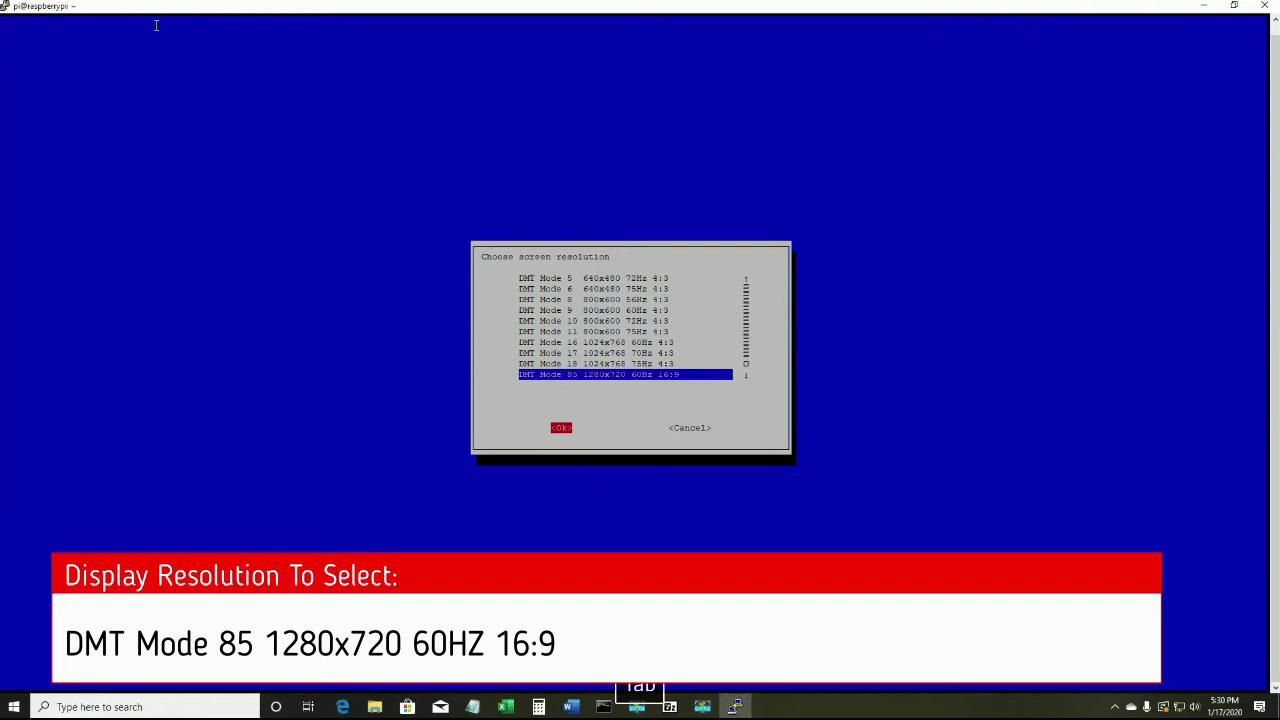 pi@raspberrypi: ~
Choose screen resolution
DMT Mode 5 640x480 72Hz 4:3
DMT Mode 6 640x480 75Hz 4:3
DMT Mode 8 800x600 56Hz 4:3
DMT Mode 9 800x600 60Hz 4:3
DMT Mode 10 800x600 72Hz 4:3
DMT Mode 11 800x600 75Hz 4:3
DMT Mode 16 1024x768 60Hz 4:3
DMT Mode 17 1024x768 70Hz 4:3
DMT Mode 18 1024x768 75Hz 4:3
DMT Mode 85 1280x720 60Hz 16:9
<Ok> <Cancel>
Display Resolution To Select:
DMT Mode 85 1280x720 60HZ 16:9
Tab
Type here to search
5:30 PM
1/17/2020